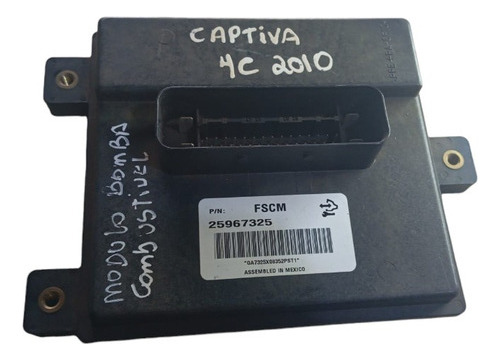 CAPTIVA
4C 2010
MODULO BOMBA
COMBUSTIVEL
P/N: FSCM
25967325
ASSEMBLED IN MEXICO